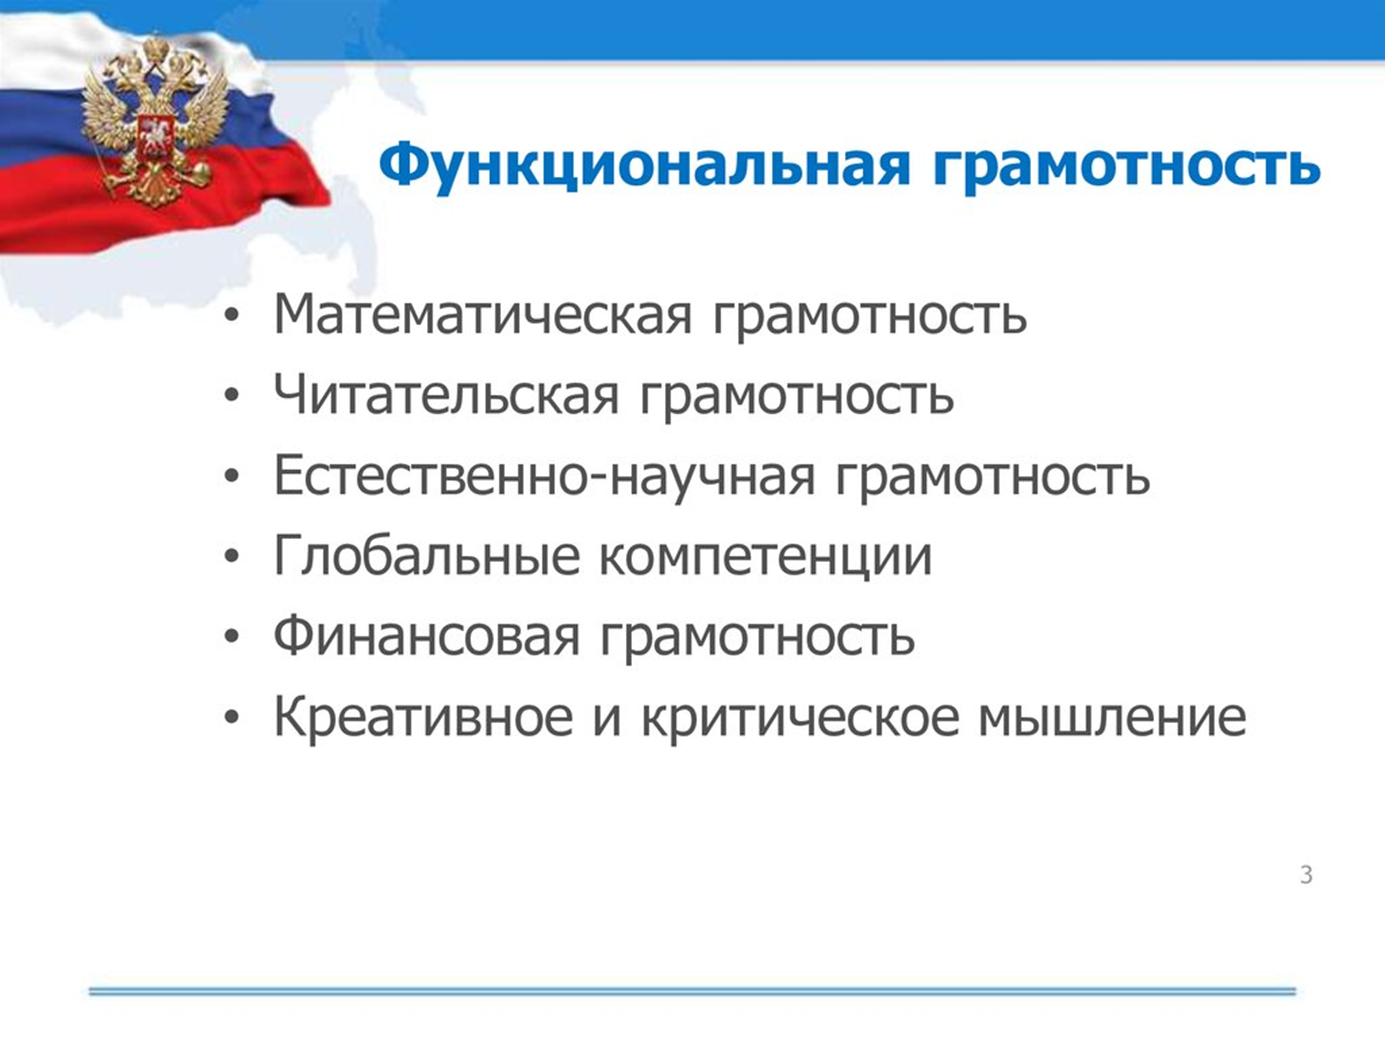 Функциональная грамотность
• Математическая грамотность
• Читательская грамотность
• Естественно-научная грамотность
• Глобальные компетенции
• Финансовая грамотность
• Креативное и критическое мышление
3